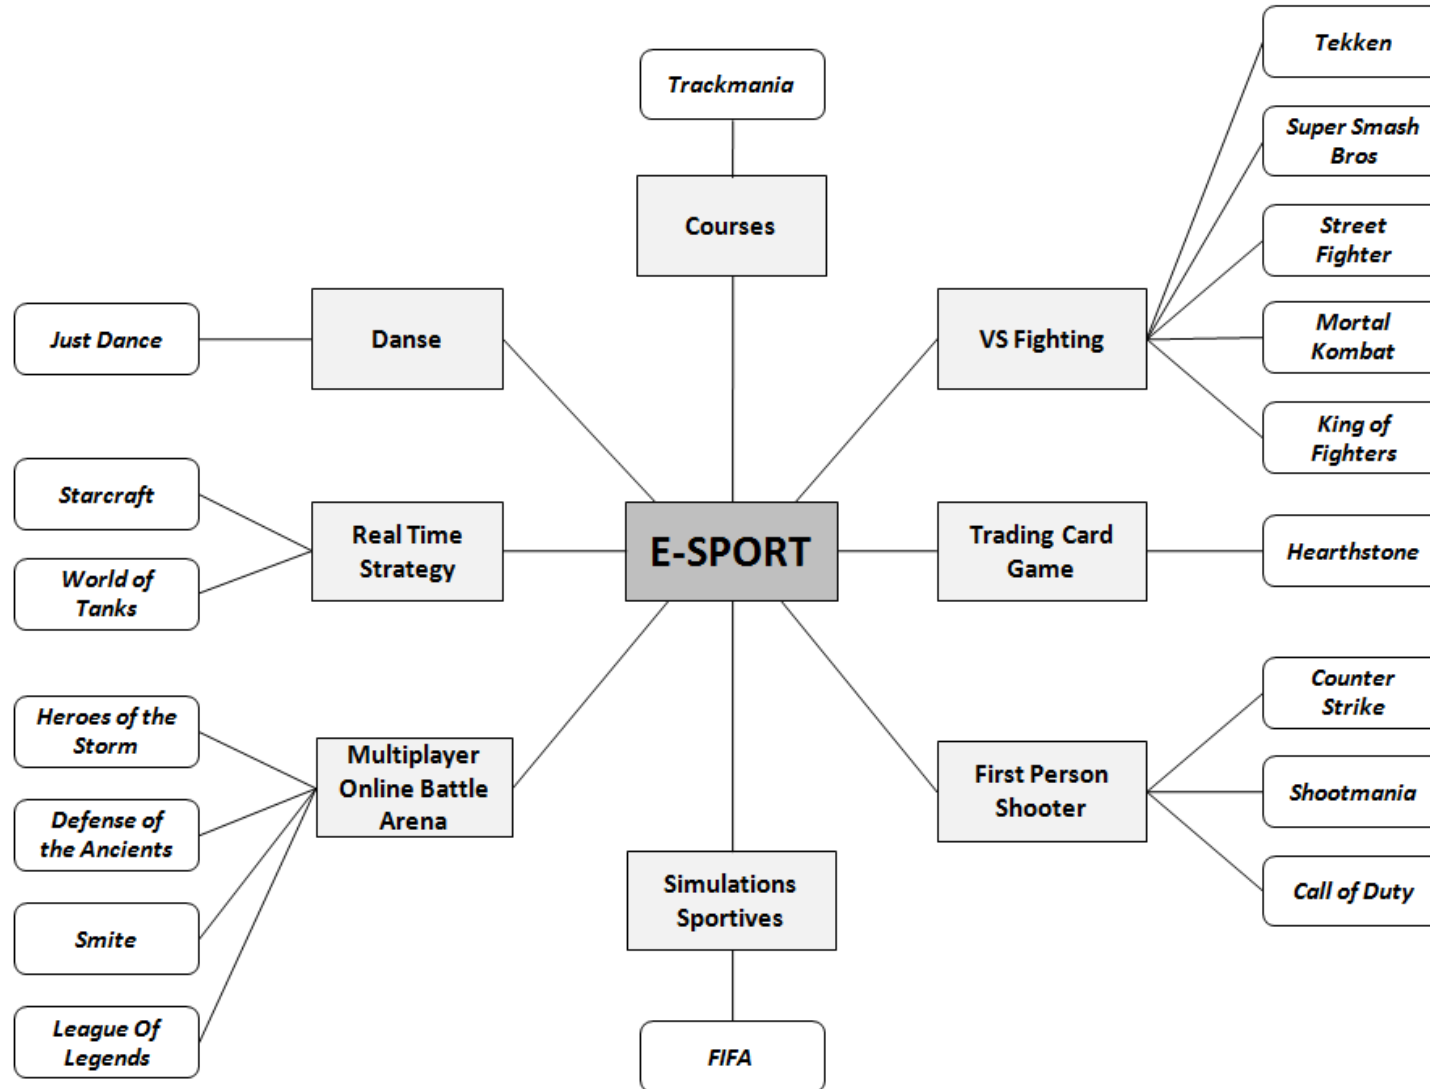 Trackmania
Courses
Tekken
Super Smash
Bros
Street
Fighter
Mortal
Kombat
King of
Fighters
VS Fighting
Just Dance
Danse
Starcraft
World of
Tanks
Real Time
Strategy
E-SPORT
Trading Card
Game
Hearthstone
Heroes of the
Storm
Defense of
the Ancients
Smite
League Of
Legends
Multiplayer
Online Battle
Arena
Simulations
Sportives
FIFA
First Person
Shooter
Counter
Strike
Shootmania
Call of Duty